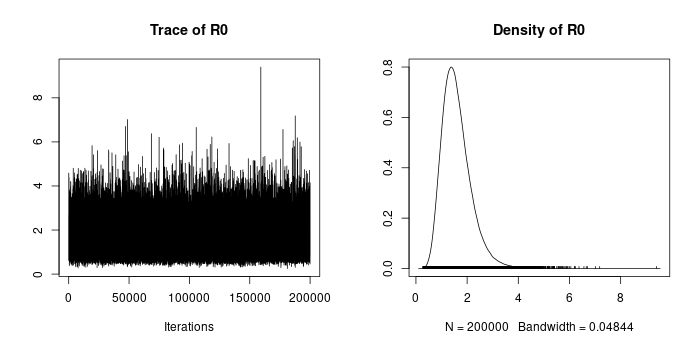 Trace of R0
8
6
4
2
0
0 50000 100000 150000 200000
Iterations
Density of R0
0.8
0.6
0.4
0.2
0.0
0 2 4 6 8
N = 200000 Bandwidth = 0.04844